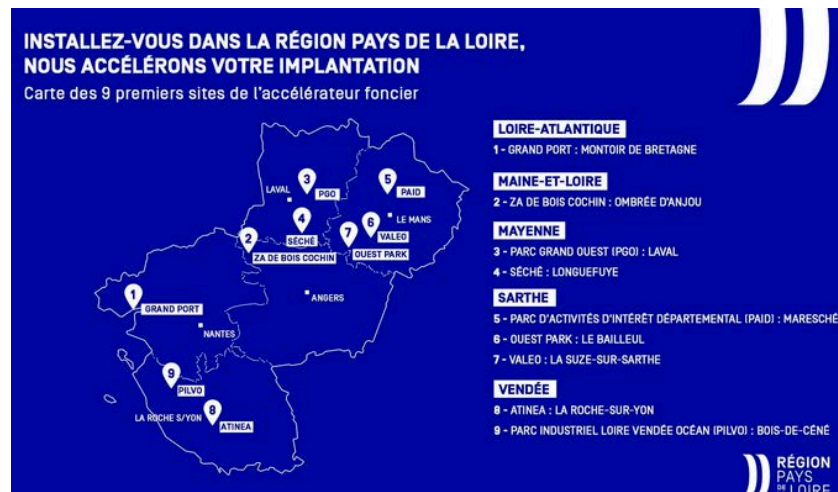 INSTALLEZ-VOUS DANS LA RÉGION PAYS DE LA LOIRE,
NOUS ACCÉLÉRONS VOTRE IMPLANTATION
Carte des 9 premiers sites de l'accélérateur foncier
3
PGO
LAVAL
5
PAID
4
SÉCHÉ
LE MANS
6
VALEO
7
OUEST PARK
2
ZA DE BOIS COCHIN
ANGERS
1
GRAND PORT
NANTES
9
PILVO
LA ROCHE S/YON
8
ATINEA
LOIRE-ATLANTIQUE
1 - GRAND PORT : MONTOIR DE BRETAGNE
MAINE-ET-LOIRE
2 - ZA DE BOIS COCHIN : OMBRÉE D'ANJOU
MAYENNE
3 - PARC GRAND OUEST (PGO) : LAVAL
4 - SÉCHÉ : LONGUEFUYE
SARTHE
5 - PARC D'ACTIVITÉS D'INTÉRÊT DÉPARTEMENTAL (PAID) : MARESCHÉ
6 - OUEST PARK : LE BAILLEUL
7 - VALEO : LA SUZE-SUR-SARTHE
VENDÉE
8 - ATINEA : LA ROCHE-SUR-YON
9 - PARC INDUSTRIEL LOIRE VENDÉE OCÉAN (PILVO) : BOIS-DE-CÉNÉ
RÉGION
PAYS
DE LA LOIRE